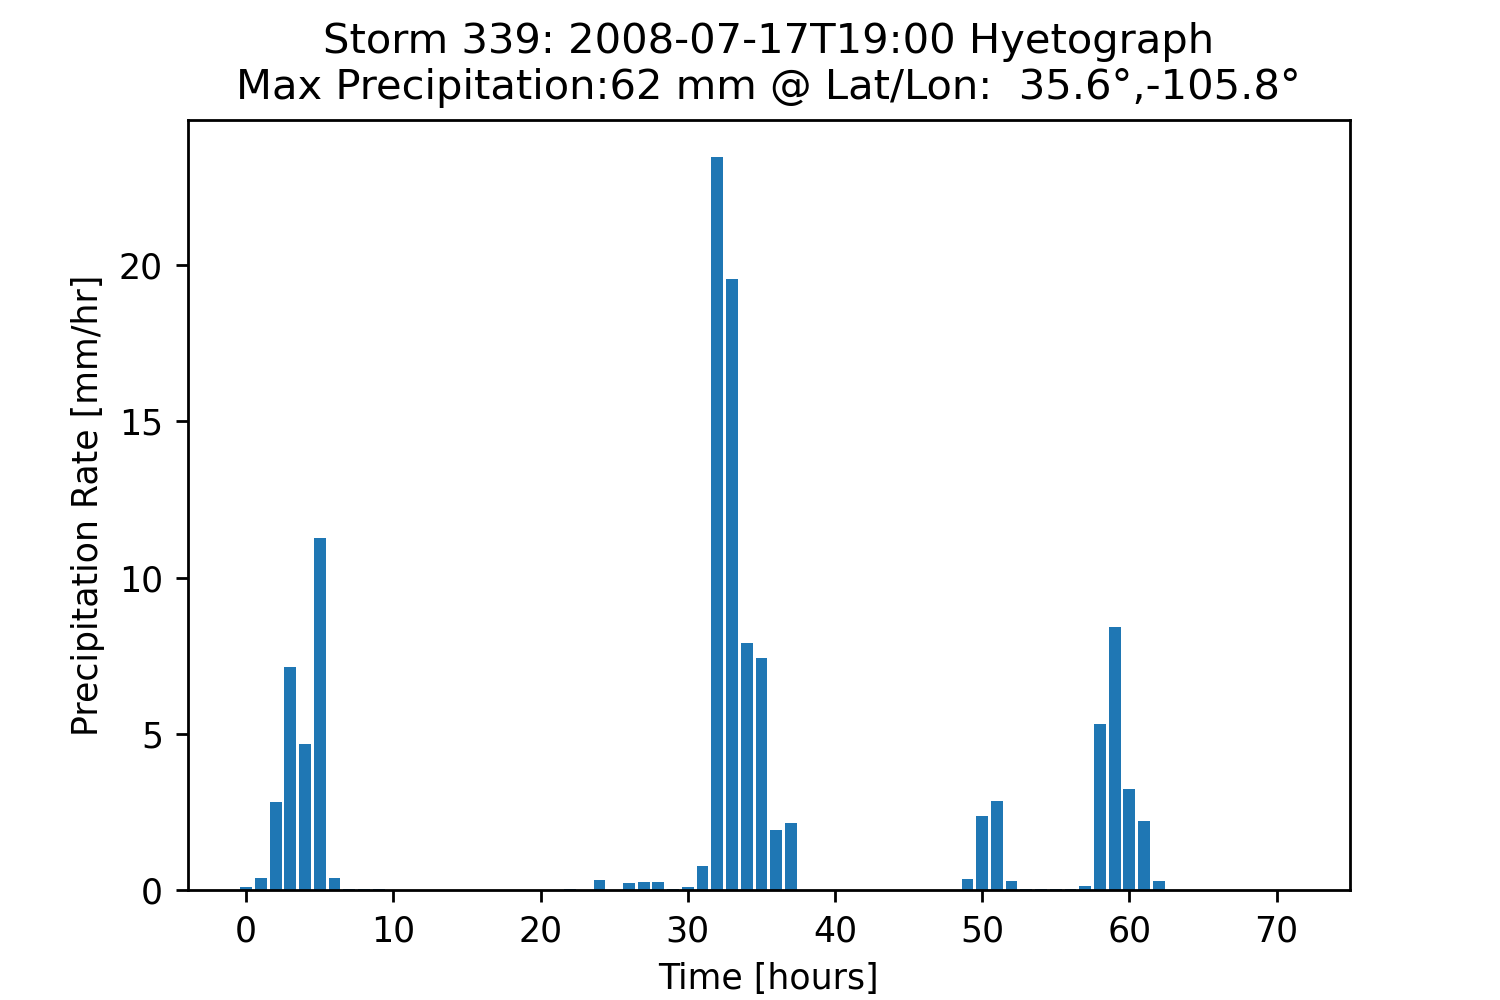 Storm 339: 2008-07-17T19:00 Hyetograph
Max Precipitation:62 mm @ Lat/Lon:  35.6°,-105.8°
Precipitation Rate [mm/hr]
20
15
10
5
0
0 10 20 30 40 50 60 70
Time [hours]